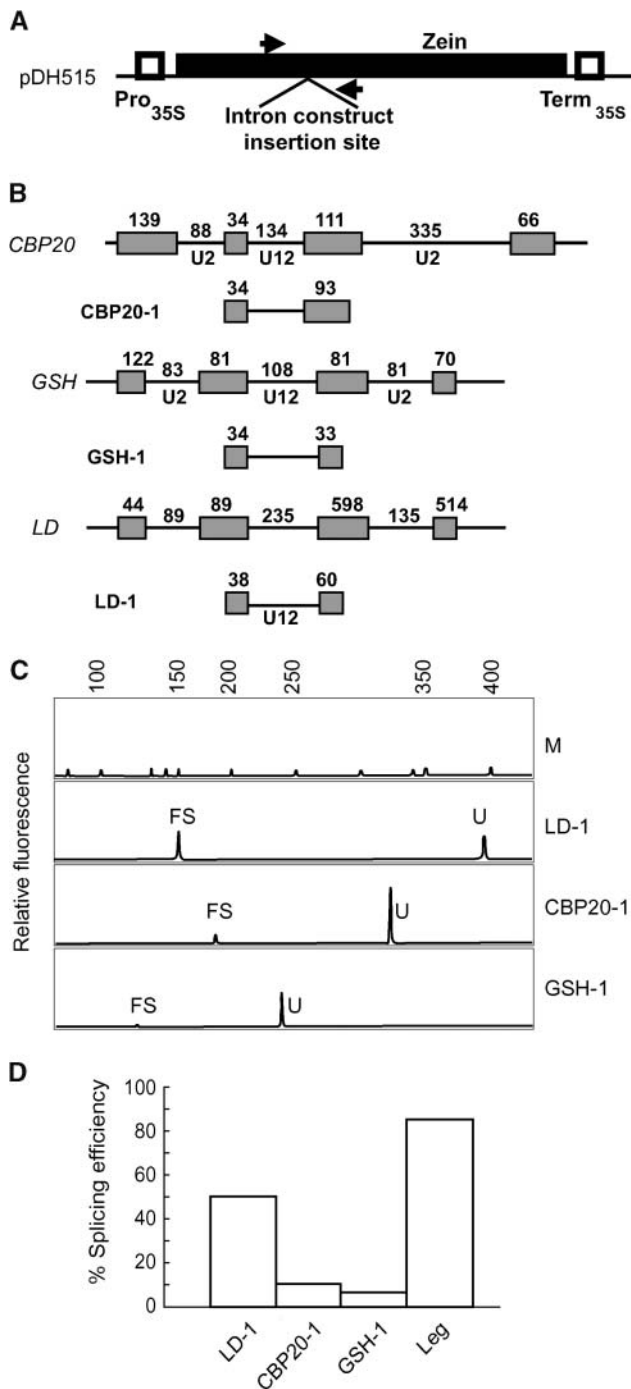 A
pDH515
Zein
Pro35S
Term35S
Intron construct
insertion site
B
CBP20
139 88 34 134 111 335 66
U2 U12 U2
CBP20-1
34 93
GSH
122 83 81 108 81 81 70
U2 U12 U2
GSH-1
34 33
LD
44 89 89 235 598 135 514
LD-1
38 60
U12
C
100 150 200 250 350 400
Relative fluorescence
M
FS U LD-1
FS U CBP20-1
FS U GSH-1
D
% Splicing efficiency
100
80
60
40
20
0
LD-1 CBP20-1 GSH-1 Leg